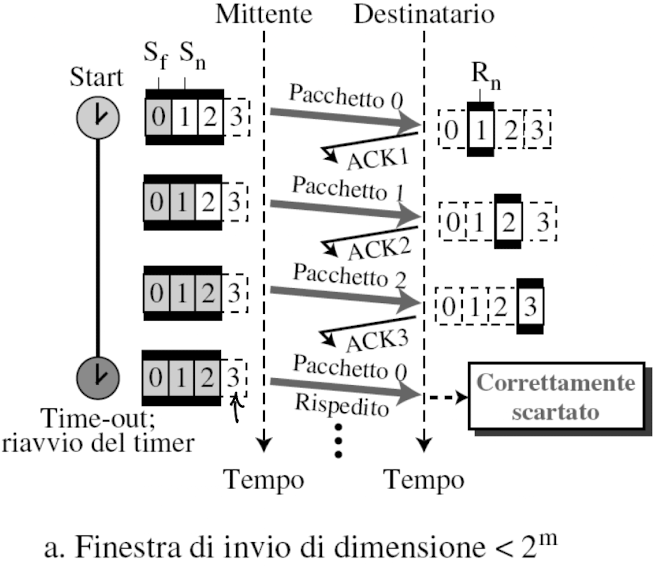 Mittente Destinatario
Sf Sn
Start
Rn
0 1 2 3
Pacchetto 0
0 1 2 3
ACK1
0 1 2 3
Pacchetto 1
0 1 2 3
ACK2
0 1 2 3
Pacchetto 2
0 1 2 3
ACK3
0 1 2 3
Pacchetto 0
Rispedito
Correttamente
scartato
Time-out;
riavvio del timer
Tempo Tempo
a. Finestra di invio di dimensione < 2^m